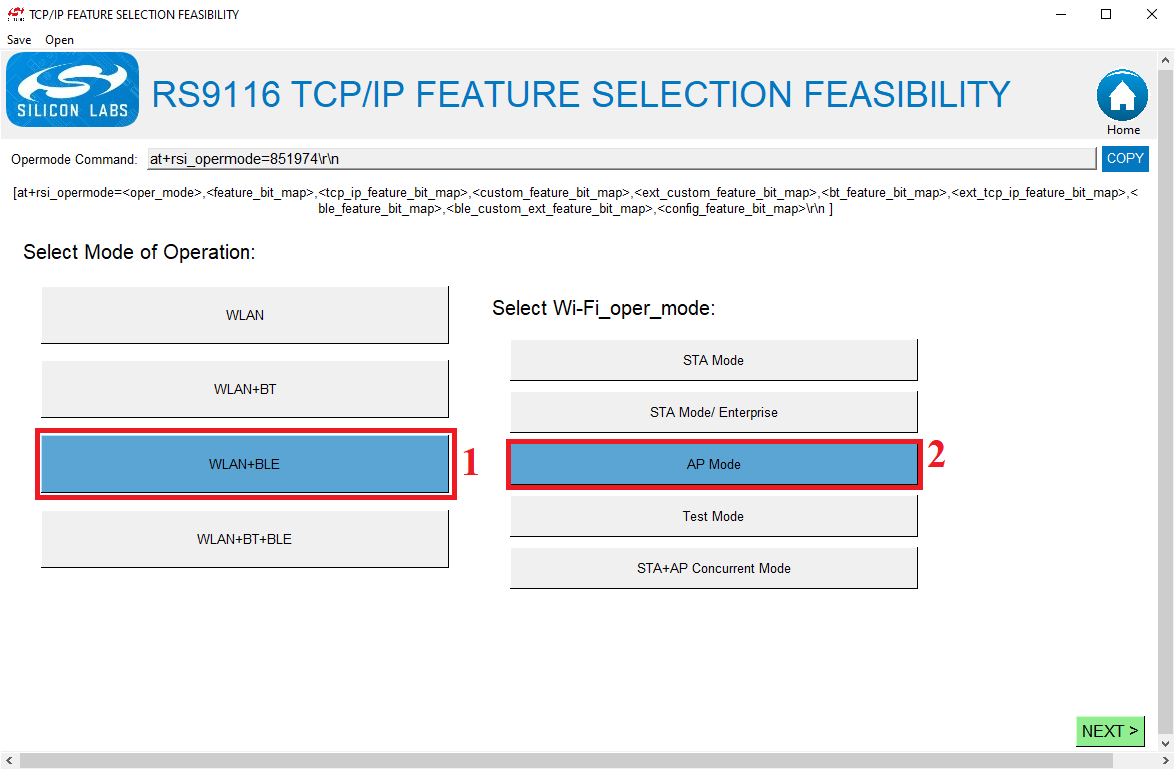 TCP/IP FEATURE SELECTION FEASIBILITY
Save Open
SILICON LABS
RS9116 TCP/IP FEATURE SELECTION FEASIBILITY
Home
Opermode Command: at+rsi_opermode=851974\r\n COPY
[at+rsi_opermode=<oper_mode>,<feature_bit_map>,<tcp_ip_feature_bit_map>,<custom_feature_bit_map>,<ext_custom_feature_bit_map>,<bt_feature_bit_map>,<ext_tcp_ip_feature_bit_map>,<
ble_feature_bit_map>,<ble_custom_ext_feature_bit_map>,<config_feature_bit_map>\r\n ]
Select Mode of Operation:
WLAN
WLAN+BT
WLAN+BLE
1
WLAN+BT+BLE
Select Wi-Fi_oper_mode:
STA Mode
STA Mode/ Enterprise
AP Mode
2
Test Mode
STA+AP Concurrent Mode
NEXT >